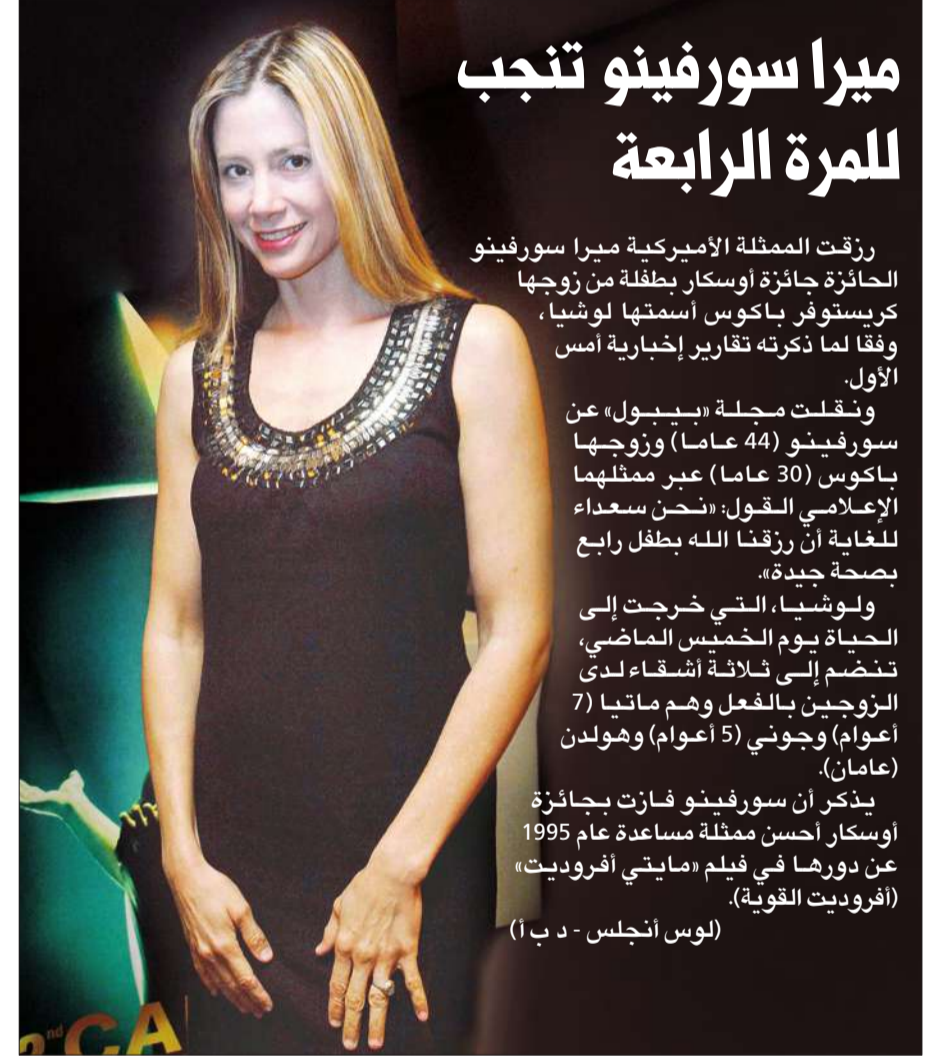 ميرا سورفينو تنجب
للمرة الرابعة
رزقت الممثلة الأميركية ميرا سورفينو
الحائزة جائزة أوسكار بطفلة من زوجها
كريستوفر باكوس أسمتها لوشيا،
وفقا لما ذكرته تقارير إخبارية أمس
الأول.
ونقلت مجلة «بيبول» عن
سورفينو (44 عاما) وزوجها
باكوس (30 عاما) عبر ممثلهما
الإعلامي القول: «نحن سعداء
للغاية أن رزقنا الله بطفل رابع
بصحة جيدة».
ولوشيا، التي خرجت إلى
الحياة يوم الخميس الماضي،
تنضم إلى ثلاثة أشقاء لدى
الزوجين بالفعل وهم ماتيا (7
أعوام) وجوني (5 أعوام) وهولدن
(عامان).
يذكر أن سورفينو فازت بجائزة
أوسكار أحسن ممثلة مساعدة عام 1995
عن دورها في فيلم «مايتي أفروديت»
(أفروديت القوية).
(لوس أنجلس - د ب أ)
2nd CA